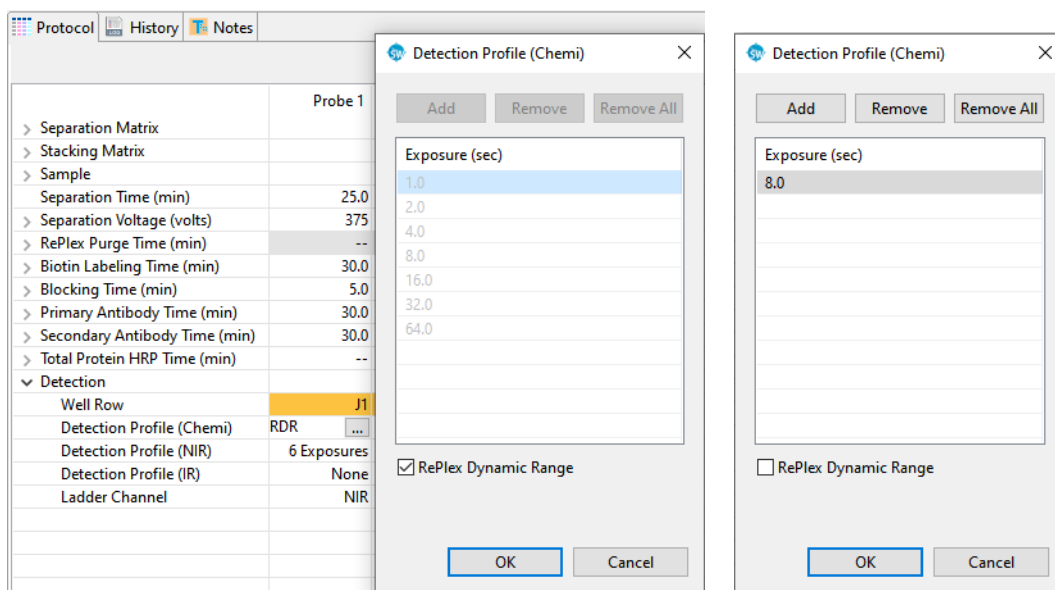 Protocol History Notes
Probe 1
Separation Matrix
Stacking Matrix
Sample
Separation Time (min) 25.0
Separation Voltage (volts) 375
RePlex Purge Time (min) --
Biotin Labeling Time (min) 30.0
Blocking Time (min) 5.0
Primary Antibody Time (min) 30.0
Secondary Antibody Time (min) 30.0
Total Protein HRP Time (min) --
Detection
Well Row J1
Detection Profile (Chemi) RDR ...
Detection Profile (NIR) 6 Exposures
Detection Profile (IR) None
Ladder Channel NIR
SW Detection Profile (Chemi)
Add Remove Remove All
Exposure (sec)
1.0
2.0
4.0
8.0
16.0
32.0
64.0
RePlex Dynamic Range
OK Cancel
SW Detection Profile (Chemi)
Add Remove Remove All
Exposure (sec)
8.0
RePlex Dynamic Range
OK Cancel